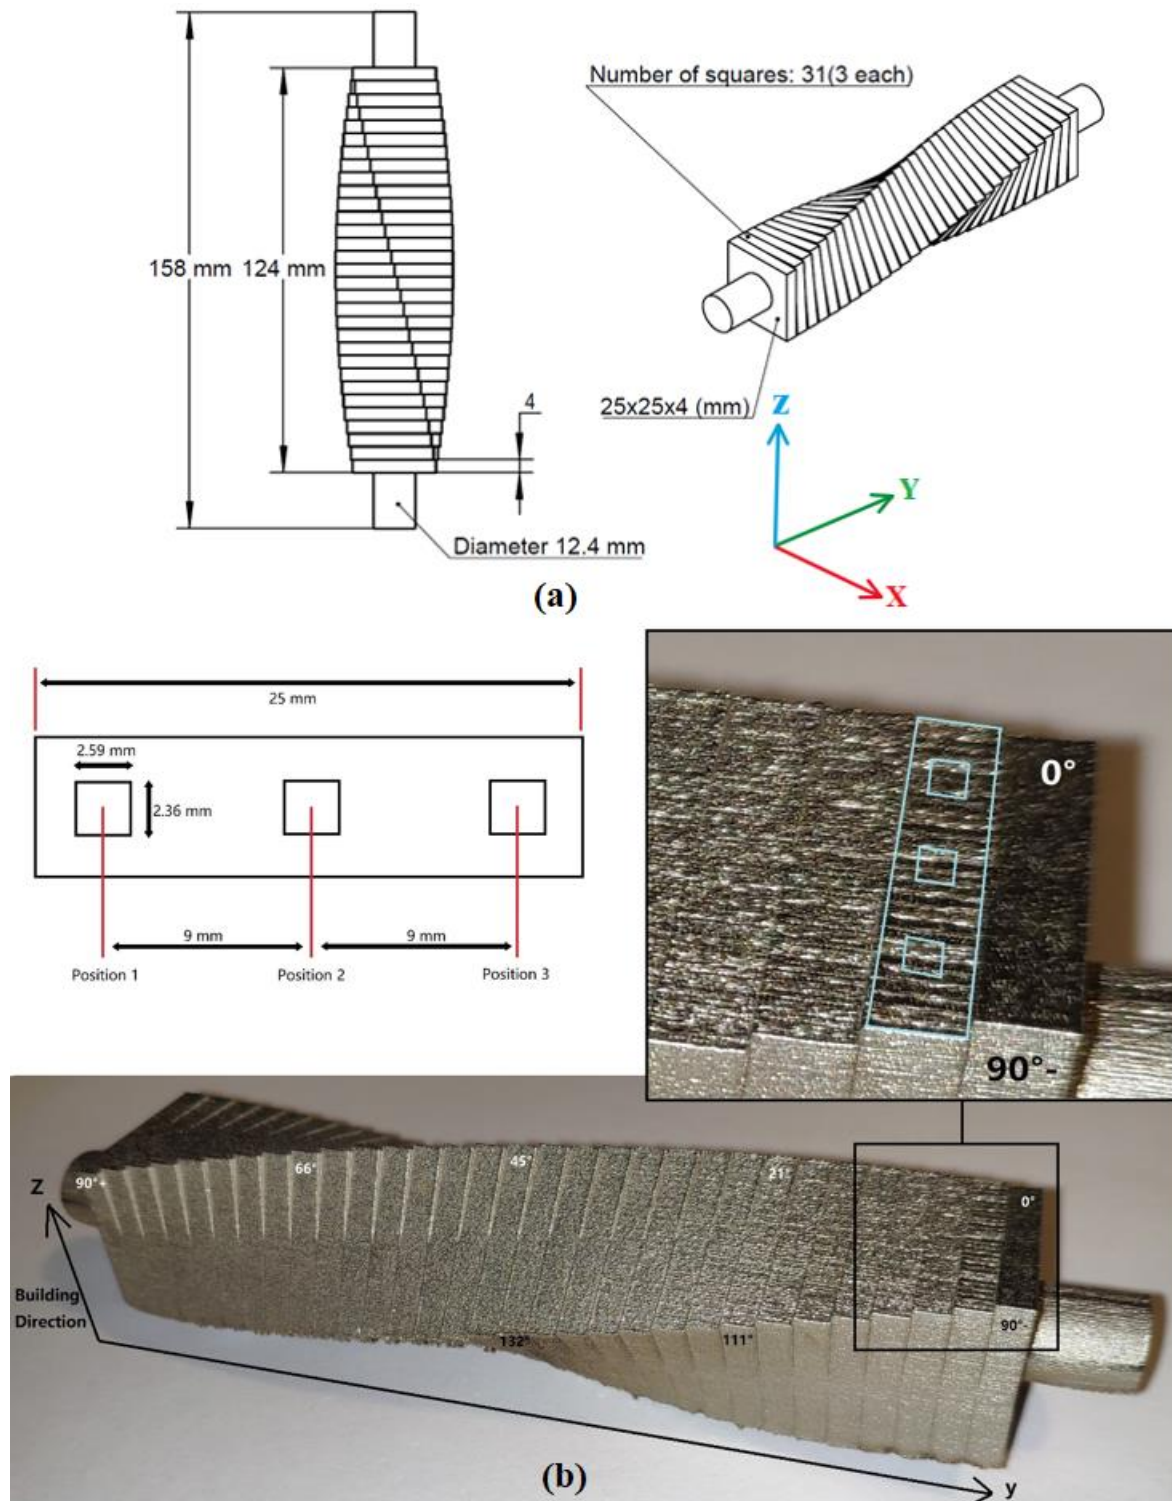 Number of squares: 31(3 each)
158 mm
124 mm
4
25x25x4 (mm)
Diameter 12.4 mm
Z
Y
X
(a)
25 mm
2.59 mm
2.36 mm
9 mm
9 mm
Position 1
Position 2
Position 3
0°
90°-
90°+
66°
45°
21°
0°
Z
Building
Direction
132°
111°
90°-
y
(b)